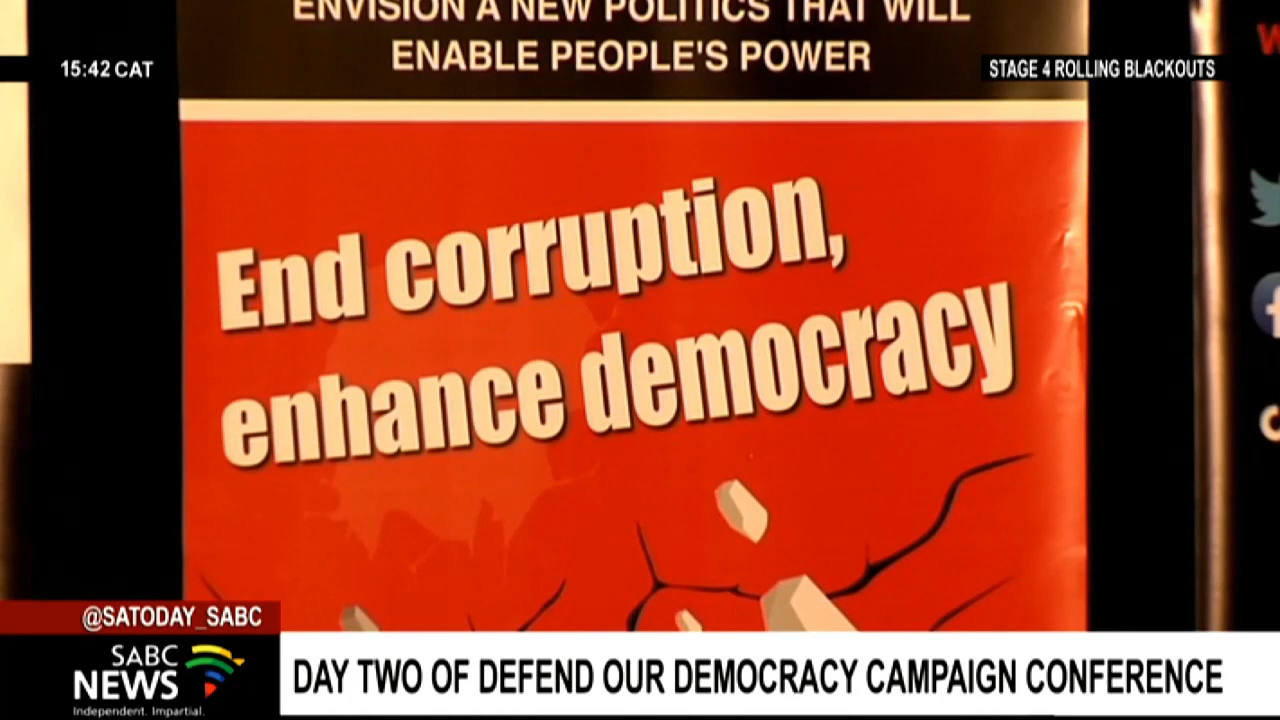 ENVISION A NEW POLITICS THAT WILL
ENABLE PEOPLE'S POWER
15:42 CAT
STAGE 4 ROLLING BLACKOUTS
End corruption,
enhance democracy
@SATODAY_SABC
SABC
NEWS
Independent. Impartial.
DAY TWO OF DEFEND OUR DEMOCRACY CAMPAIGN CONFERENCE